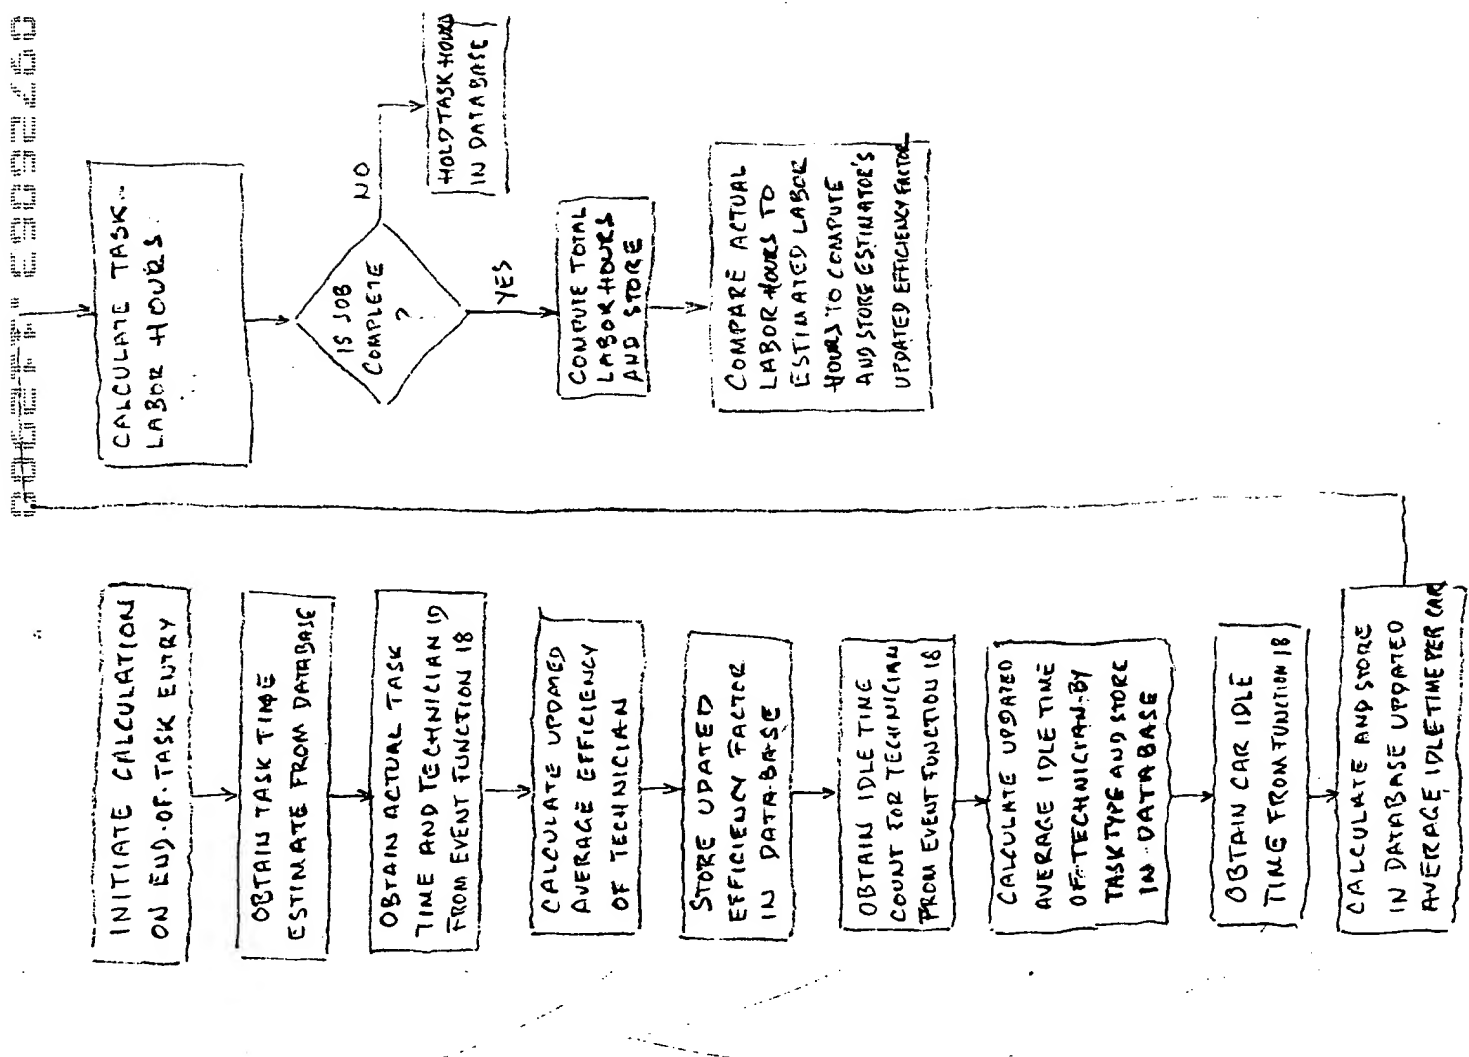 INITIATE CALCULATION
ON END-OF-TASK ENTRY
OBTAIN TASK TIME
ESTIMATE FROM DATABASE
OBTAIN ACTUAL TASK
TIME AND TECHNICIAN ID
FROM EVENT FUNCTION 18
CALCULATE UPDATED
AVERAGE EFFICIENCY
OF TECHNICIAN
STORE UPDATED
EFFICIENCY FACTOR
IN DATABASE
OBTAIN IDLE TIME
COUNT FOR TECHNICIAN
FROM EVENT FUNCTION 18
CALCULATE UPDATED
AVERAGE IDLE TIME
OF TECHNICIAN BY
TASK TYPE AND STORE
IN DATABASE
OBTAIN CAR IDLE
TIME FROM FUNCTION 18
CALCULATE AND STORE
IN DATABASE UPDATED
AVERAGE IDLE TIME PER CAR
CALCULATE TASK
LABOR HOURS
IS JOB
COMPLETE
?
NO
HOLD TASK HOURS
IN DATABASE
YES
COMPUTE TOTAL
LABOR HOURS
AND STORE
COMPARE ACTUAL
LABOR HOURS TO
ESTIMATED LABOR
HOURS TO COMPUTE
AND STORE ESTIMATOR'S
UPDATED EFFICIENCY FACTOR